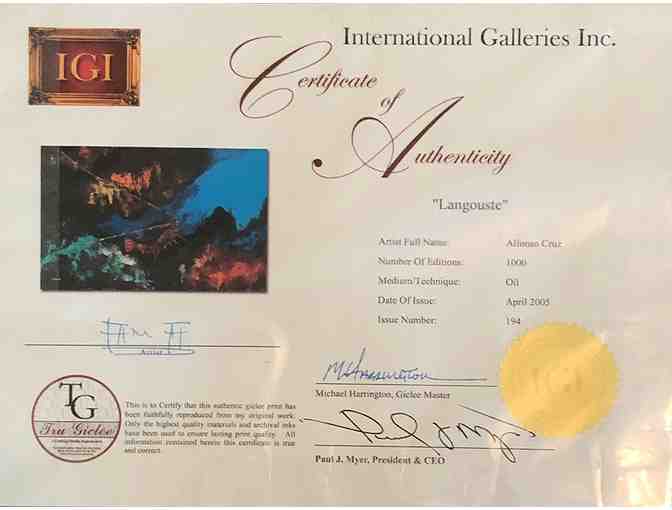 IGI
International Galleries Inc.
Certificate
of
Authenticity
"Langouste"
Artist Full Name: Alfonso Cruz
Number Of Editions: 1000
Medium/Technique: Oil
Date Of Issue: April 2005
Issue Number: 194
Artist
Michael Harrington, Giclee Master
TG
Tru Giclee
This is to Certify that this authentic giclee print has
been faithfully reproduced from my original work.
Only the highest quality materials and archival inks
have been used to ensure lasting print quality. All
information contained herein this certificate is true
and correct.
Paul J. Myer, President & CEO